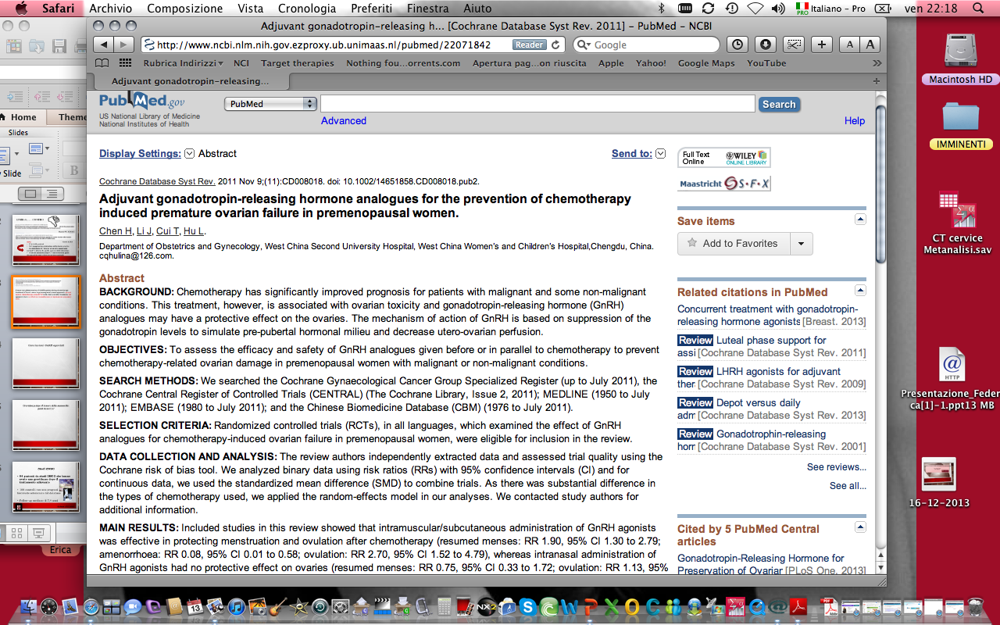 Safari Archivio Composizione Vista Cronologia Preferiti Finestra Aiuto
PRO Italiano - Pro ven 22:18
Adjuvant gonadotropin-releasing h... [Cochrane Database Syst Rev. 2011] - PubMed - NCBI
http://www.ncbi.nlm.nih.gov.ezproxy.ub.unimaas.nl/pubmed/22071842 Reader
Google
A A
Rubrica Indirizzi NCI Target therapies Nothing fou...orrents.com Apertura pag...on riuscita Apple Yahoo! Google Maps YouTube
Adjuvant gonadotropin-releasing...
PubMed.gov
US National Library of Medicine
National Institutes of Health
PubMed
Search
Advanced
Help
Display Settings: Abstract
Send to:
Cochrane Database Syst Rev. 2011 Nov 9;(11):CD008018. doi: 10.1002/14651858.CD008018.pub2.
Adjuvant gonadotropin-releasing hormone analogues for the prevention of chemotherapy
induced premature ovarian failure in premenopausal women.
Chen H, Li J, Cui T, Hu L.
Department of Obstetrics and Gynecology, West China Second University Hospital, West China Women's and Children's Hospital,Chengdu, China.
cqhulina@126.com.
Abstract
BACKGROUND: Chemotherapy has significantly improved prognosis for patients with malignant and some non-malignant
conditions. This treatment, however, is associated with ovarian toxicity and gonadotropin-releasing hormone (GnRH)
analogues may have a protective effect on the ovaries. The mechanism of action of GnRH is based on suppression of the
gonadotropin levels to simulate pre-pubertal hormonal milieu and decrease utero-ovarian perfusion.
OBJECTIVES: To assess the efficacy and safety of GnRH analogues given before or in parallel to chemotherapy to prevent
chemotherapy-related ovarian damage in premenopausal women with malignant or non-malignant conditions.
SEARCH METHODS: We searched the Cochrane Gynaecological Cancer Group Specialized Register (up to July 2011), the
Cochrane Central Register of Controlled Trials (CENTRAL) (The Cochrane Library, Issue 2, 2011); MEDLINE (1950 to July
2011); EMBASE (1980 to July 2011); and the Chinese Biomedicine Database (CBM) (1976 to July 2011).
SELECTION CRITERIA: Randomized controlled trials (RCTs), in all languages, which examined the effect of GnRH
analogues for chemotherapy-induced ovarian failure in premenopausal women, were eligible for inclusion in the review.
DATA COLLECTION AND ANALYSIS: The review authors independently extracted data and assessed trial quality using the
Cochrane risk of bias tool. We analyzed binary data using risk ratios (RRs) with 95% confidence intervals (CI) and for
continuous data, we used the standardized mean difference (SMD) to combine trials. As there was substantial difference in
the types of chemotherapy used, we applied the random-effects model in our analyses. We contacted study authors for
additional information.
MAIN RESULTS: Included studies in this review showed that intramuscular/subcutaneous administration of GnRH agonists
was effective in protecting menstruation and ovulation after chemotherapy (resumed menses: RR 1.90, 95% CI 1.30 to 2.79;
amenorrhoea: RR 0.08, 95% CI 0.01 to 0.58; ovulation: RR 2.70, 95% CI 1.52 to 4.79), whereas intranasal administration of
GnRH agonists had no protective effect on ovaries (resumed menses: RR 0.75, 95% CI 0.33 to 1.72; ovulation: RR 1.13, 95%
Full Text
Online
WILEY
ONLINE LIBRARY
Maastricht S·F·X
Save items
Add to Favorites
Related citations in PubMed
Concurrent treatment with gonadotropin-
releasing hormone agonists [Breast. 2013]
Review Luteal phase support for
assi [Cochrane Database Syst Rev. 2011]
Review LHRH agonists for adjuvant
ther [Cochrane Database Syst Rev. 2009]
Review Depot versus daily
adm [Cochrane Database Syst Rev. 2013]
Review Gonadotrophin-releasing
horr [Cochrane Database Syst Rev. 2001]
See reviews...
See all...
Cited by 5 PubMed Central
articles
Gonadotropin-Releasing Hormone for
Preservation of Ovariar [PLoS One. 2013]
Home Theme
Slides
Slide
B
Erica
Macintosh HD
IMMINENTI
CT cervice
Metanalisi.sav
HTTP
Presentazione_Feder
ca[1]-1.ppt13 MB
16-12-2013